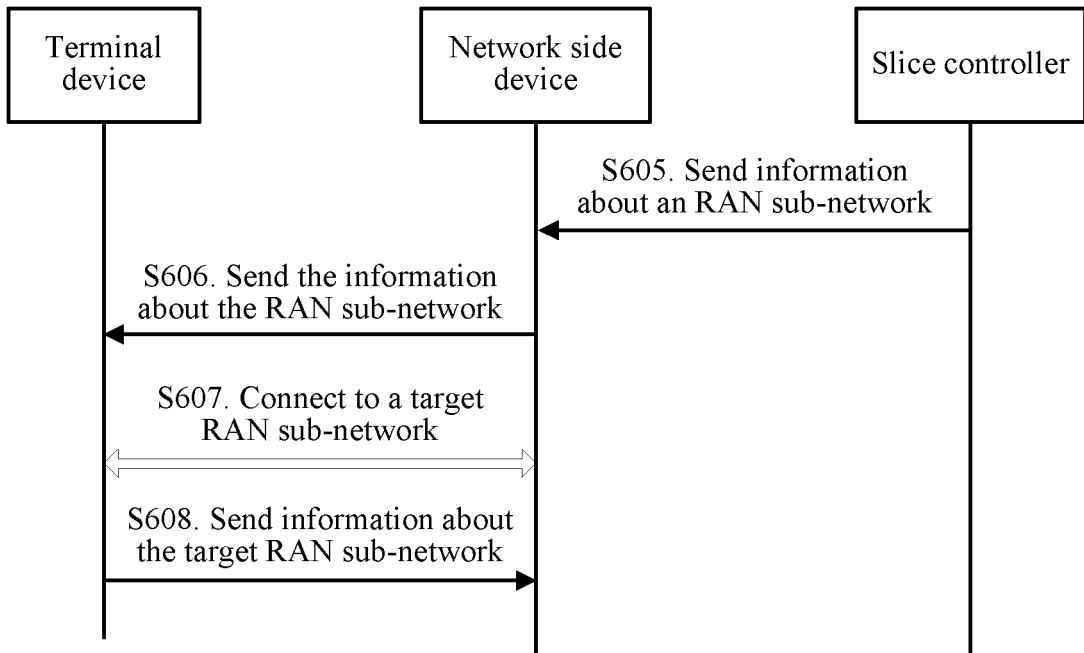 Terminal
device
Network side
device
Slice controller
S605. Send information
about an RAN sub-network
S606. Send the information
about the RAN sub-network
S607. Connect to a target
RAN sub-network
S608. Send information about
the target RAN sub-network